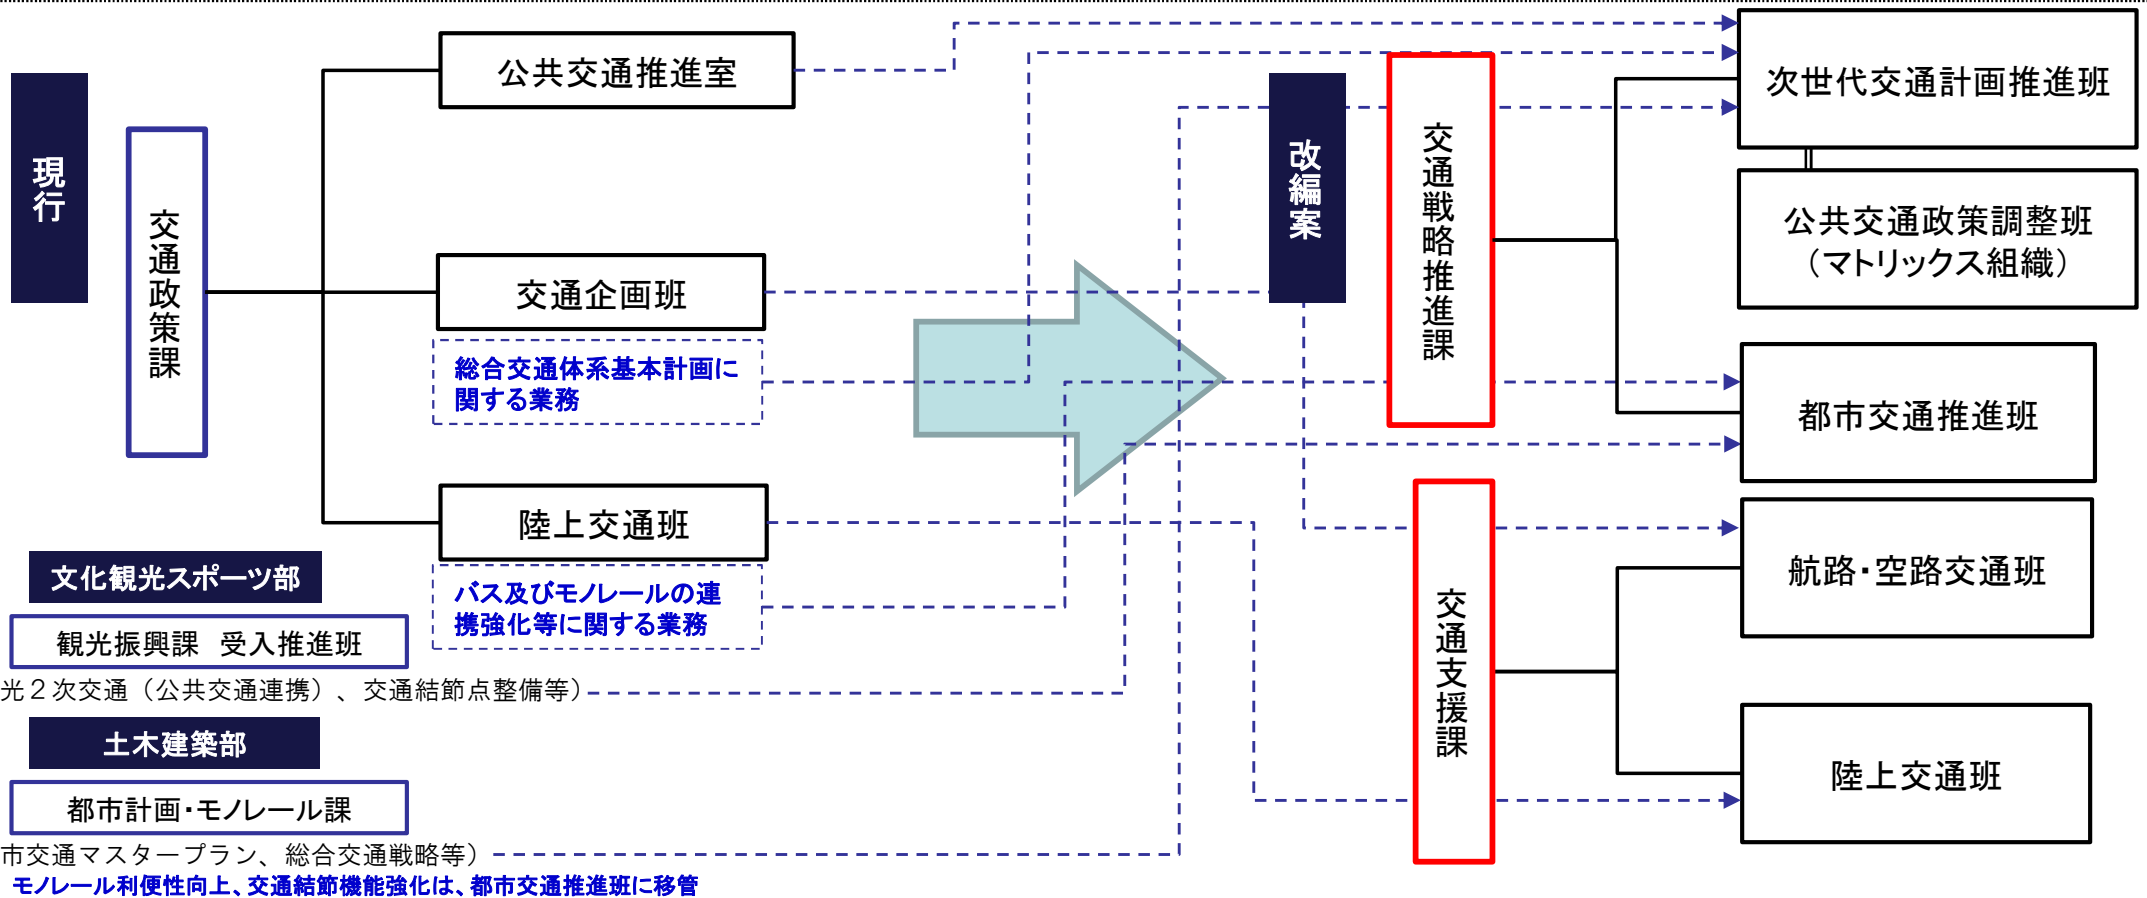 現行
交通政策課
公共交通推進室
交通企画班
総合交通体系基本計画に
関する業務
陸上交通班
バス及びモノレールの連
携強化等に関する業務
文化観光スポーツ部
観光振興課　受入推進班
光２次交通（公共交通連携）、交通結節点整備等）
土木建築部
都市計画・モノレール課
市交通マスタープラン、総合交通戦略等）
モノレール利便性向上、交通結節機能強化は、都市交通推進班に移管
改編案
交通戦略推進課
次世代交通計画推進班
公共交通政策調整班
（マトリックス組織）
都市交通推進班
交通支援課
航路・空路交通班
陸上交通班